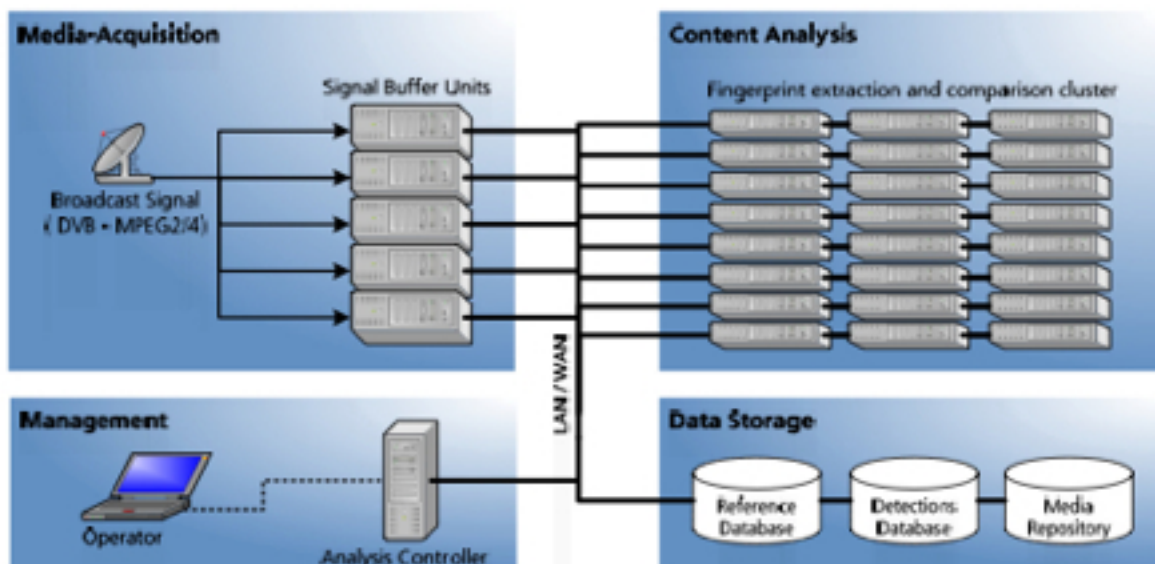 Media-Acquisition
Signal Buffer Units
Broadcast Signal
( DVB - MPEG2/4)
Content Analysis
Fingerprint extraction and comparison cluster
LAN / WAN
Management
Operator
Analysis Controller
Data Storage
Reference
Database
Detections
Database
Media
Repository